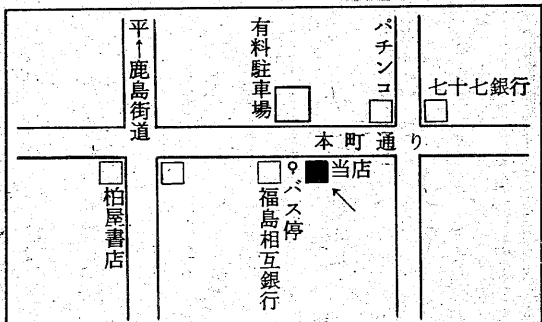 平←鹿島街道
有料駐車場
パチンコ
七十七銀行
本町通り
柏屋書店
福島相互銀行
バス停
当店